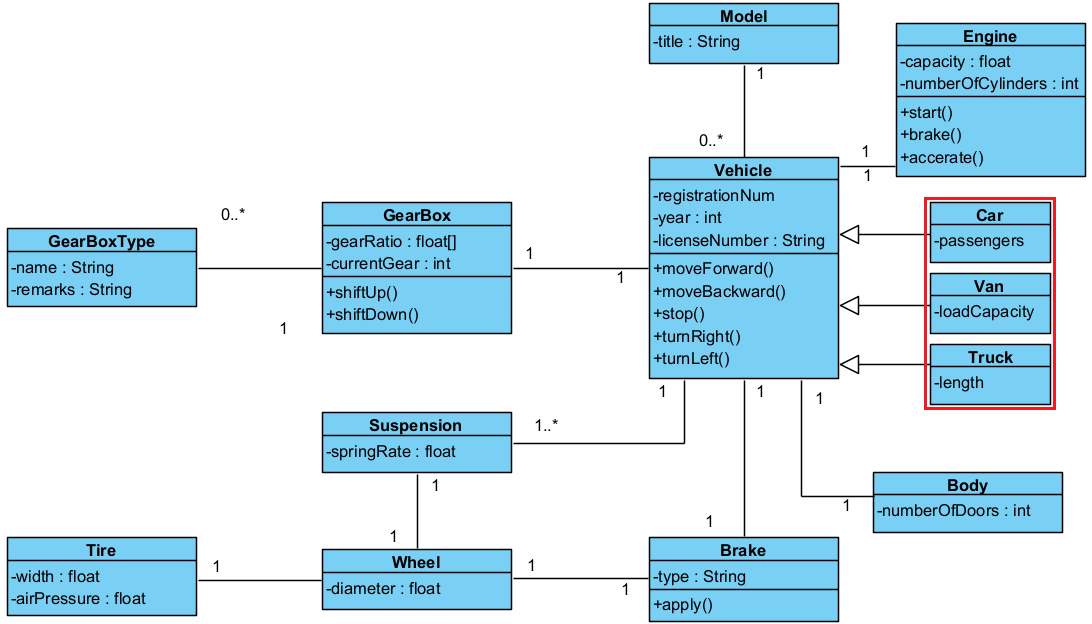 Model
-title : String
1
0..*
Engine
-capacity : float
-numberOfCylinders : int
+start()
+brake()
+accerate()
1
1
Vehicle
-registrationNum
-year : int
-licenseNumber : String
+moveForward()
+moveBackward()
+stop()
+turnRight()
+turnLeft()
Car
-passengers
Van
-loadCapacity
Truck
-length
GearBoxType
-name : String
-remarks : String
0..*
1
GearBox
-gearRatio : float[]
-currentGear : int
+shiftUp()
+shiftDown()
1
1
1
1
1
Suspension
-springRate : float
1..*
1
1
Body
-numberOfDoors : int
1
1
Tire
-width : float
-airPressure : float
1
Wheel
-diameter : float
1
1
Brake
-type : String
+apply()